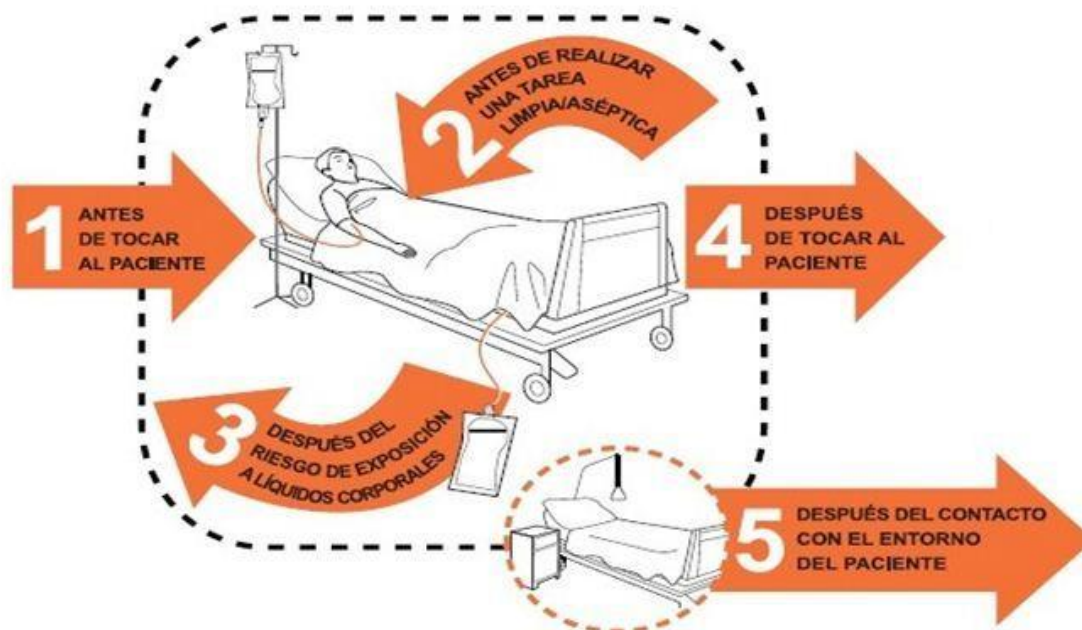 1
ANTES
DE TOCAR
AL PACIENTE
2
ANTES DE REALIZAR
UNA TAREA
LIMPIA/ASÉPTICA
3
DESPUÉS DEL
RIESGO DE EXPOSICIÓN
A LÍQUIDOS CORPORALES
4
DESPUÉS
DE TOCAR AL
PACIENTE
5
DESPUÉS DEL CONTACTO
CON EL ENTORNO
DEL PACIENTE